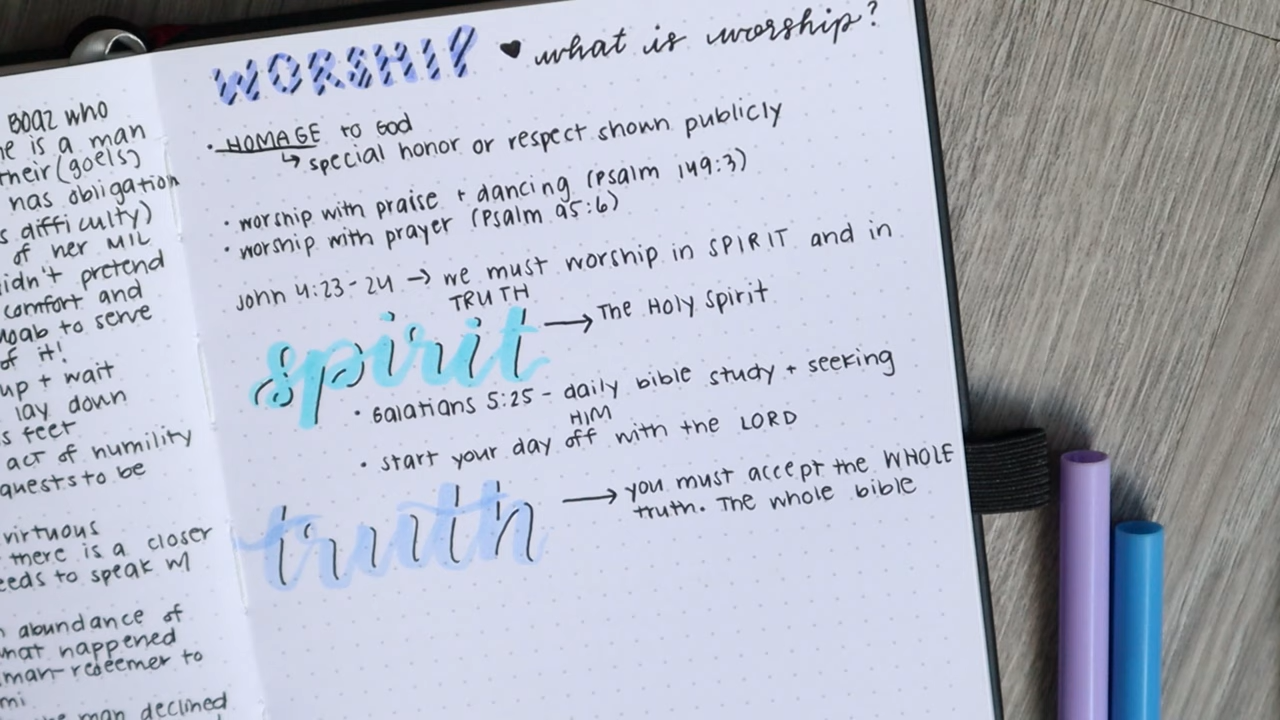 Boaz who
he is a man
their (goels)
has obligation
s difficulty)
of her MIL
idn't pretend
comfort and
Moab to serve
of it!
up + wait
lay down
s feet
act of humility
quests to be
virtuous
there is a closer
eeds to speak w/
abundance of
what happened
man-redeemer to
mi
the man declined
WORSHIP ♥ what is worship?
• HOMAGE to God
↳ special honor or respect shown publicly
• worship with praise + dancing (Psalm 149:3)
• worship with prayer (Psalm 95:6)
John 4:23-24 → we must worship in SPIRIT and in
TRUTH
spirit → The Holy Spirit
• Galatians 5:25 - daily bible study + seeking
HIM
• start your day off with the LORD
truth → you must accept the WHOLE
truth. The whole bible